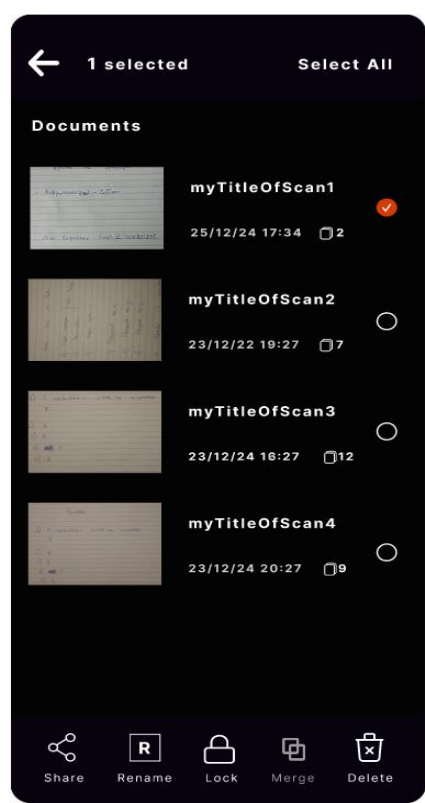 1 selected Select All
Documents
myTitleOfScan1
25/12/24 17:34 2
myTitleOfScan2
23/12/22 19:27 7
myTitleOfScan3
23/12/24 16:27 12
myTitleOfScan4
23/12/24 20:27 9
R
Share Rename Lock Merge Delete